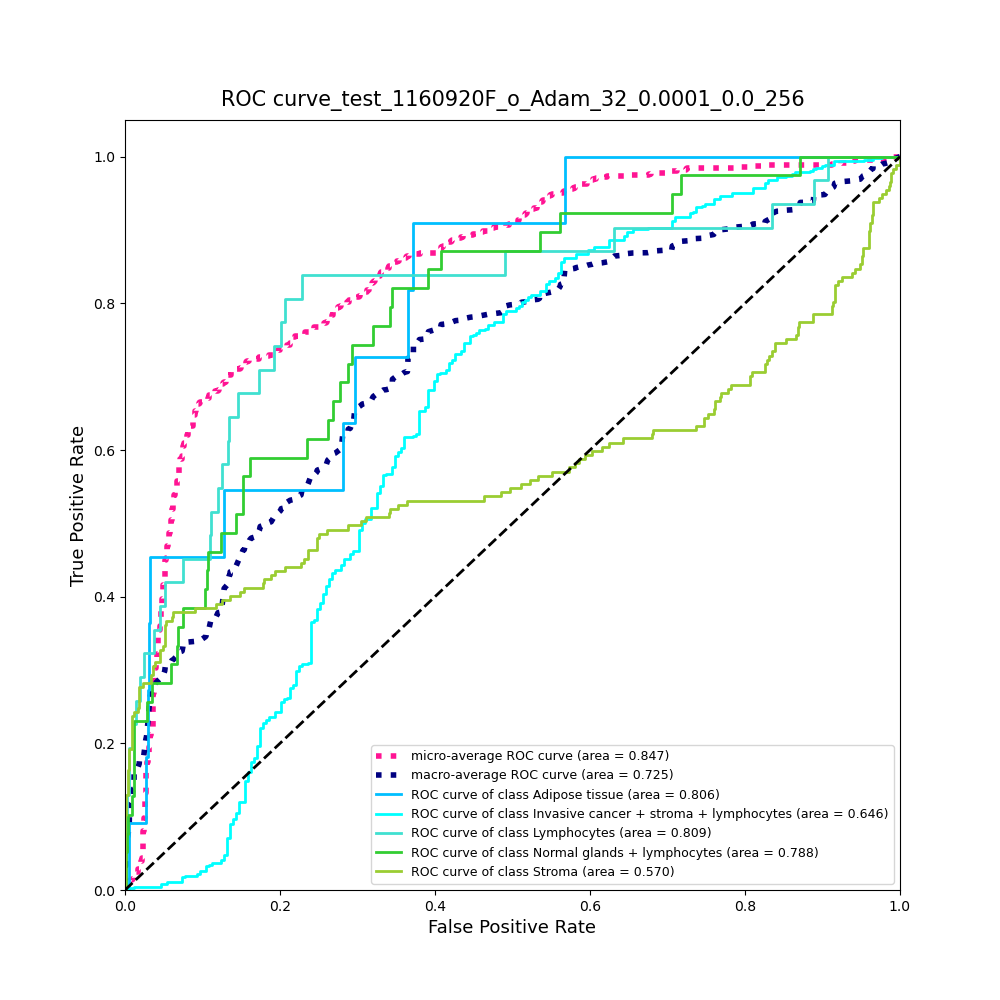 ROC curve_test_1160920F_o_Adam_32_0.0001_0.0_256
True Positive Rate
1.0
0.8
0.6
0.4
0.2
0.0
micro-average ROC curve (area = 0.847)
macro-average ROC curve (area = 0.725)
ROC curve of class Adipose tissue (area = 0.806)
ROC curve of class Invasive cancer + stroma + lymphocytes (area = 0.646)
ROC curve of class Lymphocytes (area = 0.809)
ROC curve of class Normal glands + lymphocytes (area = 0.788)
ROC curve of class Stroma (area = 0.570)
0.0 0.2 0.4 0.6 0.8 1.0
False Positive Rate